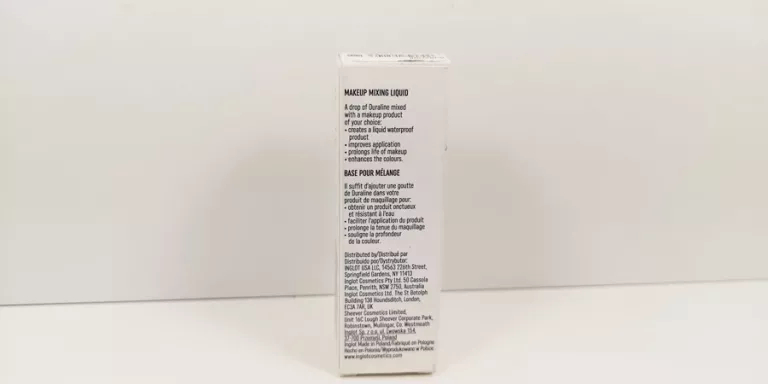 MAKEUP MIXING LIQUID
A drop of Duraline mixed
with a makeup product
of your choice:
• creates a liquid waterproof
product
• improves application
• prolongs life of makeup
• enhances the colours.
BASE POUR MÉLANGE
Il suffit d'ajouter une goutte
de Duraline dans votre
produit de maquillage pour:
• obtenir un produit onctueux
et résistant à l'eau
• faciliter l'application du produit
• prolonge la tenue du maquillage
• souligne la profondeur
de la couleur.
Distributed by/Distribué par
Distribuido por/Dystrybutor:
INGLOT USA LLC, 145-63 226th Street,
Springfield Gardens, NY 11413
Inglot Cosmetics Pty Ltd. 50 Cassola
Place, Penrith, NSW 2750, Australia
Inglot Cosmetics Ltd. The St Botolph
Building 138 Houndsditch, London,
EC3A 7AR, UK
Sheever Cosmetics Limited,
Unit 16C Lough Sheever Corporate Park,
Robinstown, Mullingar, Co. Westmeath
Inglot Sp. z o.o. ul. Lwowska 154,
37-700 Przemyśl, Poland
Inglot Made in Poland/Fabriqué en Pologne
Hecho en Polonia/Wyprodukowano w Polsce
www.inglotcosmetics.com